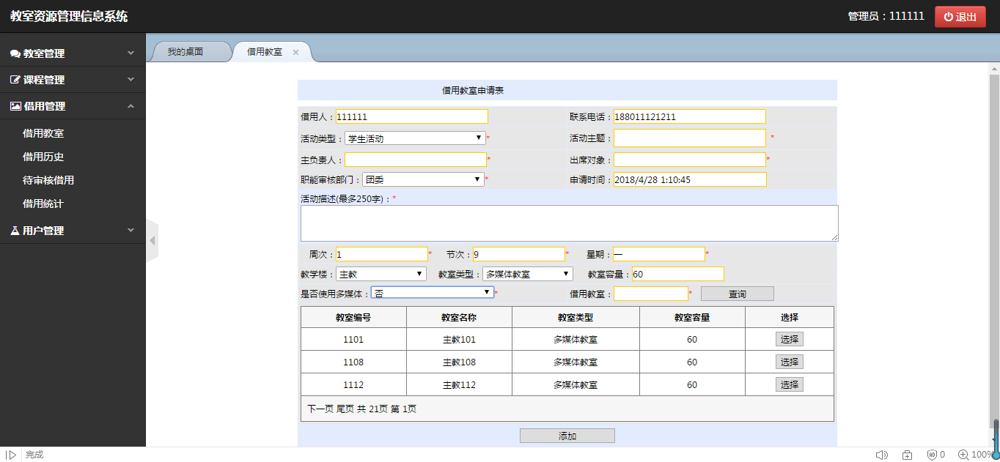 教室资源管理信息系统
管理员：111111 退出
我的桌面 借用教室
教室管理
课程管理
借用管理
借用教室
借用历史
待审核借用
借用统计
用户管理
借用教室申请表
借用人：111111 联系电话：188011121211
活动类型：学生活动* 活动主题： *
主负责人：* 出席对象：*
职能审核部门：团委* 申请时间：2018/4/28 1:10:45
活动描述(最多250字)：*
周次：1* 节次：9* 星期：一*
教学楼：主教 教室类型：多媒体教室 教室容量：60
是否使用多媒体：否* 借用教室：* 查询
教室编号 教室名称 教室类型 教室容量 选择
1101 主教101 多媒体教室 60 选择
1108 主教108 多媒体教室 60 选择
1112 主教112 多媒体教室 60 选择
下一页 尾页 共 21页 第 1页
添加
完成 AD 0 100%